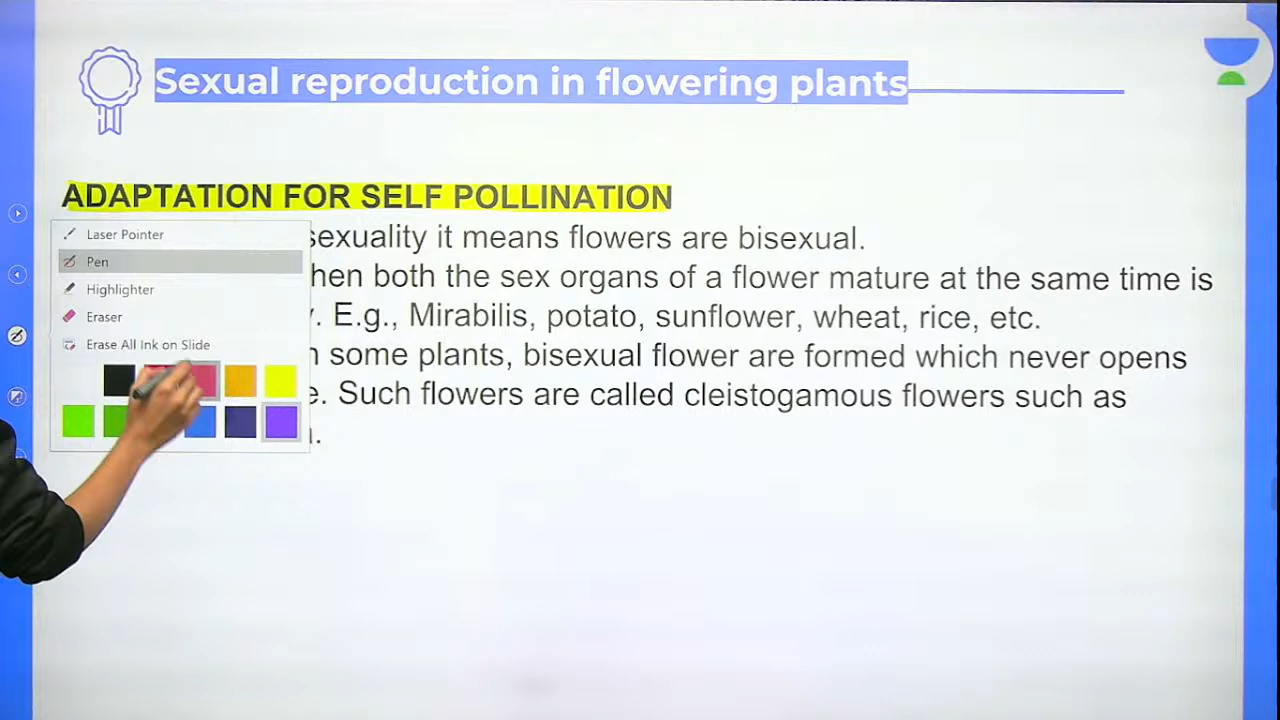 Sexual reproduction in flowering plants
ADAPTATION FOR SELF POLLINATION
sexuality it means flowers are bisexual.
hen both the sex organs of a flower mature at the same time is
. E.g., Mirabilis, potato, sunflower, wheat, rice, etc.
some plants, bisexual flower are formed which never opens
e. Such flowers are called cleistogamous flowers such as
Laser Pointer
Pen
Highlighter
Eraser
Erase All Ink on Slide